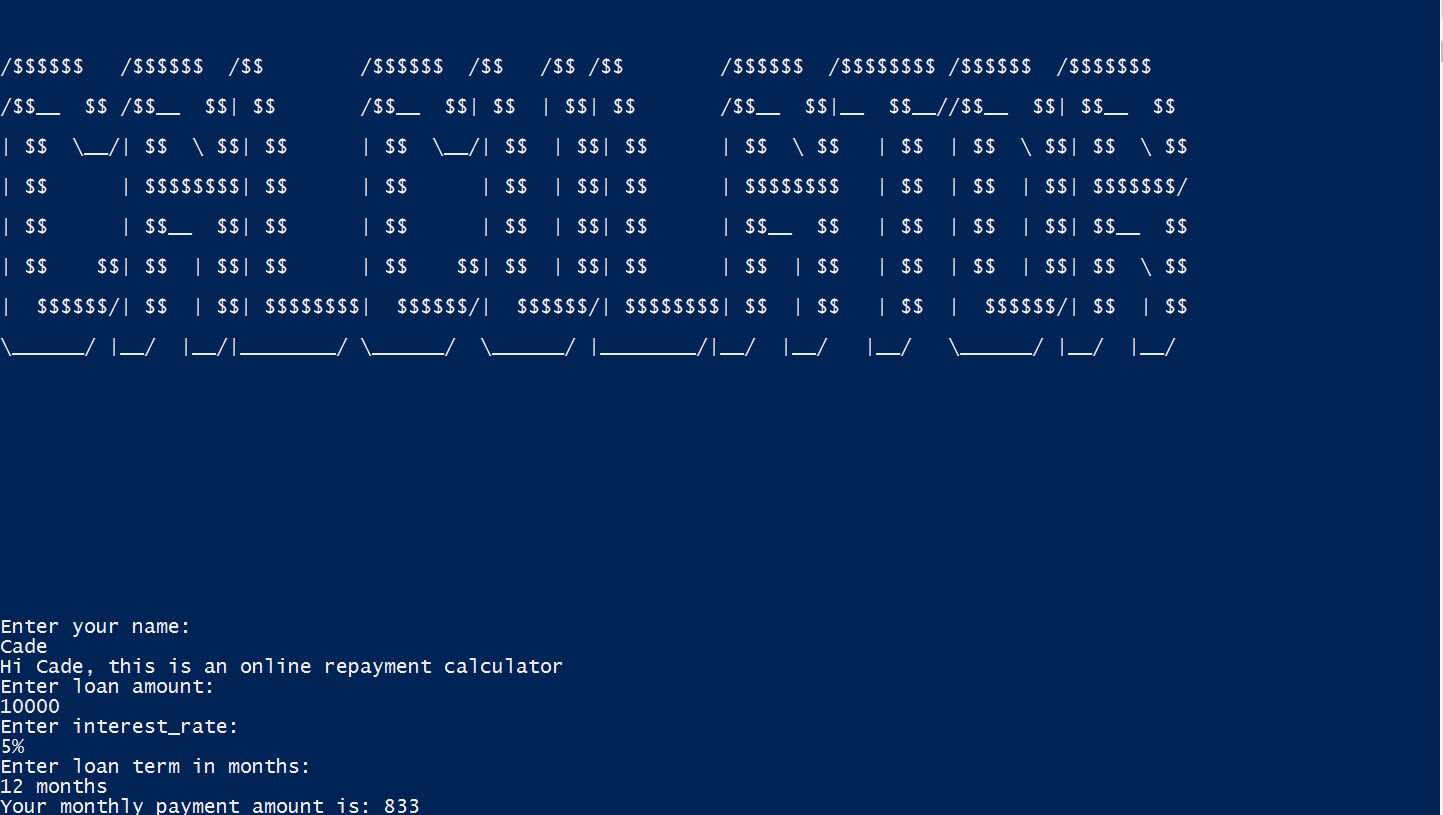 /$$$$$$   /$$$$$$  /$$        /$$$$$$  /$$   /$$ /$$        /$$$$$$  /$$$$$$$$ /$$$$$$  /$$$$$$$
/$$__  $$ /$$__  $$| $$       /$$__  $$| $$  | $$| $$       /$$__  $$|__  $$__//$$__  $$| $$__  $$
| $$  \__/| $$  \ $$| $$      | $$  \__/| $$  | $$| $$      | $$  \ $$   | $$  | $$  \ $$| $$  \ $$
| $$      | $$$$$$$$| $$      | $$      | $$  | $$| $$      | $$$$$$$$   | $$  | $$  | $$| $$$$$$$/
| $$      | $$__  $$| $$      | $$      | $$  | $$| $$      | $$__  $$   | $$  | $$  | $$| $$__  $$
| $$    $$| $$  | $$| $$      | $$    $$| $$  | $$| $$      | $$  | $$   | $$  | $$  | $$| $$  \ $$
|  $$$$$$/| $$  | $$| $$$$$$$$|  $$$$$$/|  $$$$$$/| $$$$$$$$| $$  | $$   | $$  |  $$$$$$/| $$  | $$
\______/ |__/  |__/|________/ \______/  \______/ |________/|__/  |__/   |__/   \______/ |__/  |__/
Enter your name:
Cade
Hi Cade, this is an online repayment calculator
Enter loan amount:
10000
Enter interest_rate:
5%
Enter loan term in months:
12 months
Your monthly payment amount is: 833